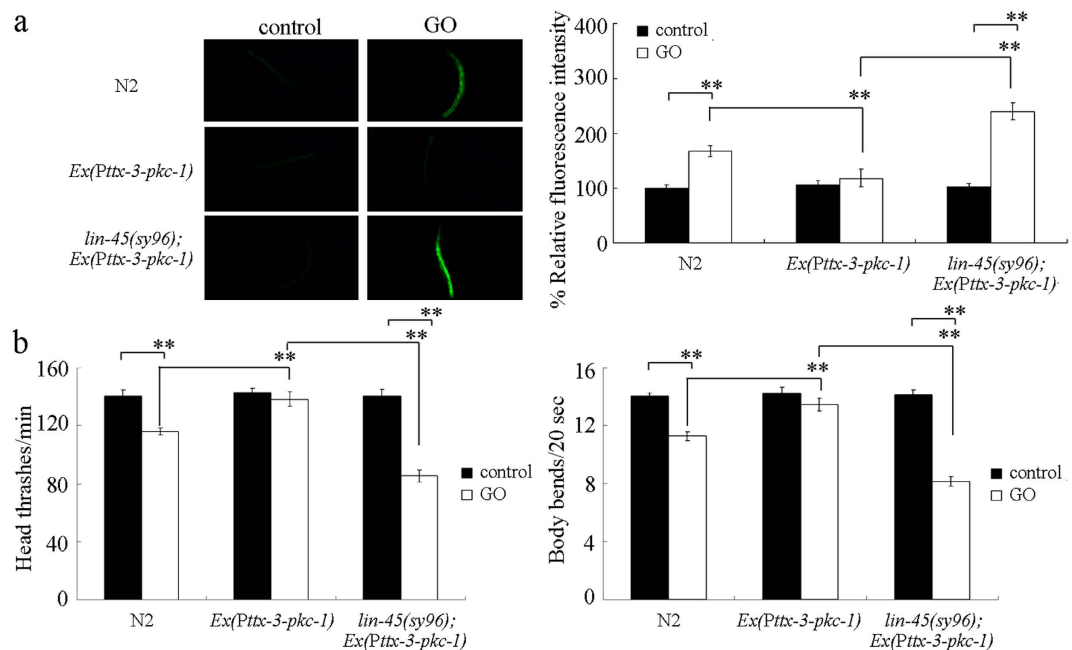 a
control
GO
N2
Ex(Pttx-3-pkc-1)
lin-45(sy96);
Ex(Pttx-3-pkc-1)
% Relative fluorescence intensity
400
300
200
100
0
control
GO
**
**
**
**
N2
Ex(Pttx-3-pkc-1)
lin-45(sy96);
Ex(Pttx-3-pkc-1)
b
Head thrashes/min
160
120
80
40
0
**
**
**
**
control
GO
N2
Ex(Pttx-3-pkc-1)
lin-45(sy96);
Ex(Pttx-3-pkc-1)
Body bends/20 sec
16
12
8
4
0
**
**
**
**
control
GO
N2
Ex(Pttx-3-pkc-1)
lin-45(sy96);
Ex(Pttx-3-pkc-1)